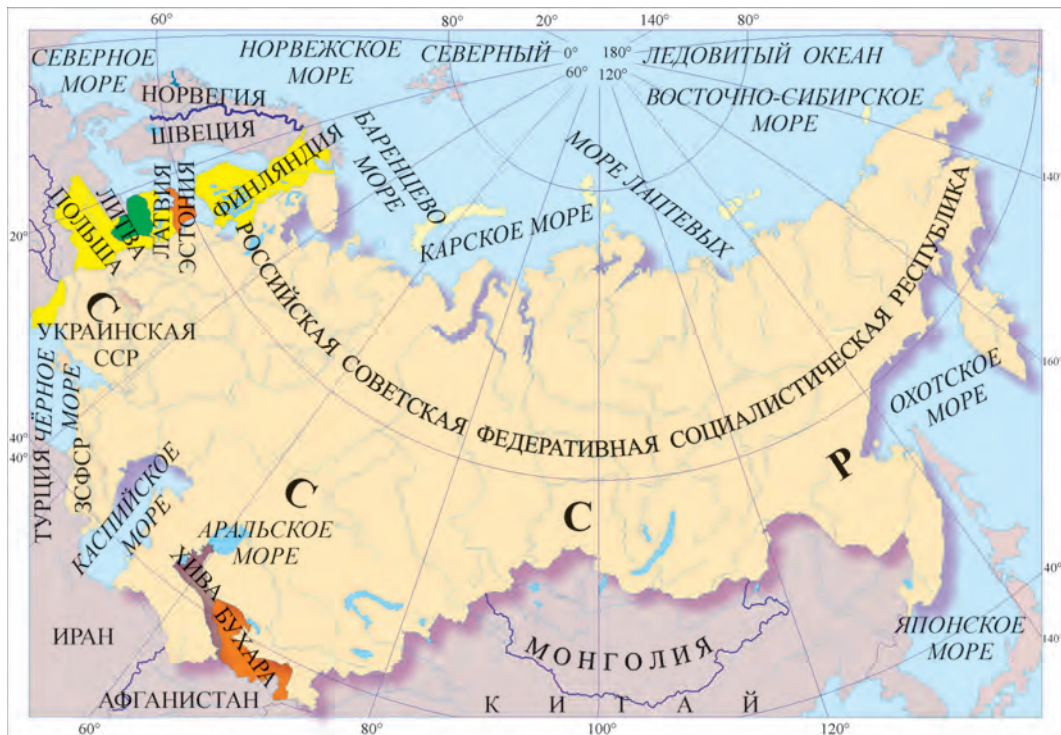 60°
80°
20°
140°
80°
СЕВЕРНОЕ
МОРЕ
НОРВЕЖСКОЕ
МОРЕ
СЕВЕРНЫЙ
0°
180°
60°
120°
ЛЕДОВИТЫЙ ОКЕАН
ВОСТОЧНО-СИБИРСКОЕ
МОРЕ
НОРВЕГИЯ
ШВЕЦИЯ
БАРЕНЦЕВО
МОРЕ
МОРЕ ЛАПТЕВЫХ
КАРСКОЕ МОРЕ
ФИНЛЯНДИЯ
ЭСТОНИЯ
ЛАТВИЯ
ЛИТВА
ПОЛЬША
140°
20°
РОССИЙСКАЯ СОВЕТСКАЯ ФЕДЕРАТИВНАЯ СОЦИАЛИСТИЧЕСКАЯ РЕСПУБЛИКА
С
УКРАИНСКАЯ
ССР
160°
ОХОТСКОЕ
МОРЕ
ЧЁРНОЕ МОРЕ
ТУРЦИЯ
ЗСФСР
40°
40°
КАСПИЙСКОЕ
МОРЕ
С
С
Р
АРАЛЬСКОЕ
МОРЕ
ХИВА
БУХАРА
40°
140°
ИРАН
АФГАНИСТАН
МОНГОЛИЯ
КИТАЙ
ЯПОНСКОЕ
МОРЕ
60°
80°
100°
120°